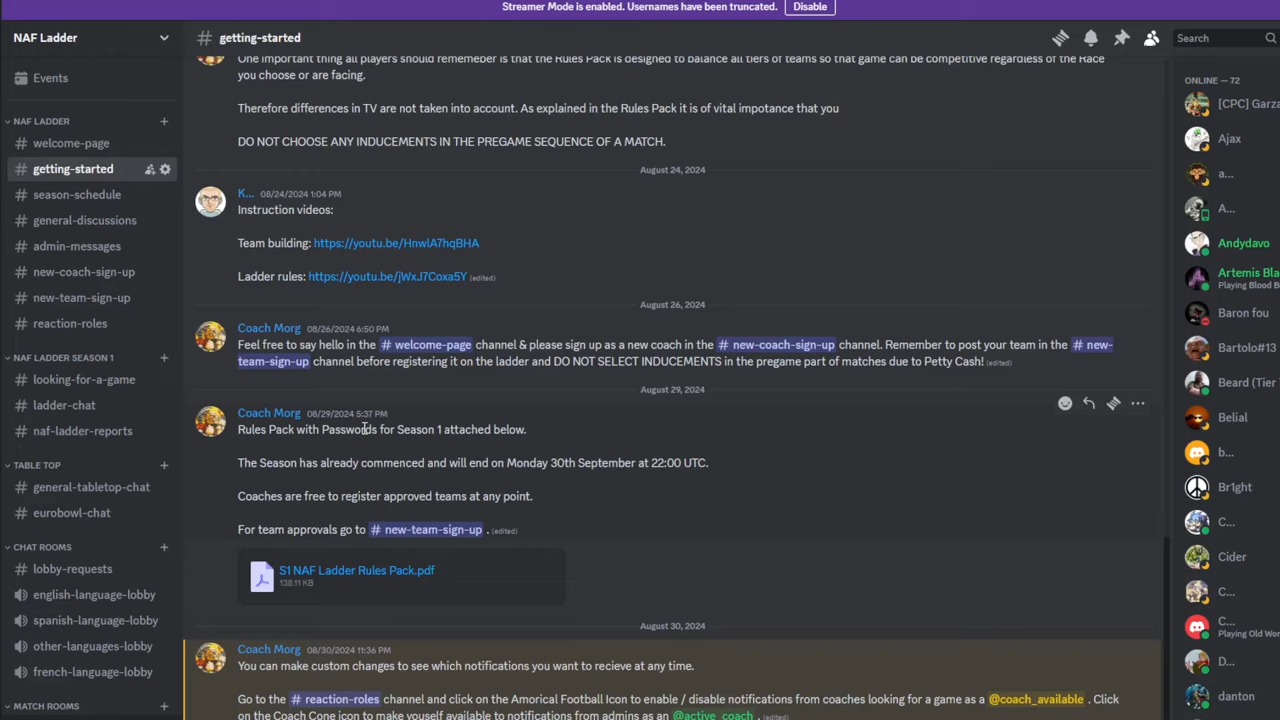 Streamer Mode is enabled. Usernames have been truncated.
Disable
NAF Ladder
Events
NAF LADDER
welcome-page
getting-started
season-schedule
general-discussions
admin-messages
new-coach-sign-up
new-team-sign-up
reaction-roles
NAF LADDER SEASON 1
looking-for-a-game
ladder-chat
naf-ladder-reports
TABLE TOP
general-tabletop-chat
eurobowl-chat
CHAT ROOMS
lobby-requests
english-language-lobby
spanish-language-lobby
other-languages-lobby
french-language-lobby
MATCH ROOMS
# getting-started
Search
One important thing all players should rememeber is that the Rules Pack is designed to balance all tiers of teams so that game can be competitive regardless of the Race
you choose or are facing.
Therefore differences in TV are not taken into account. As explained in the Rules Pack it is of vital impotance that you
DO NOT CHOOSE ANY INDUCEMENTS IN THE PREGAME SEQUENCE OF A MATCH.
August 24, 2024
K... 08/24/2024 1:04 PM
Instruction videos:
Team building: https://youtu.be/HnwlA7hqBHA
Ladder rules: https://youtu.be/jWxJ7Coxa5Y (edited)
August 26, 2024
Coach Morg 08/26/2024 6:50 PM
Feel free to say hello in the # welcome-page channel & please sign up as a new coach in the # new-coach-sign-up channel. Remember to post your team in the # new-
team-sign-up channel before registering it on the ladder and DO NOT SELECT INDUCEMENTS in the pregame part of matches due to Petty Cash! (edited)
August 29, 2024
Coach Morg 08/29/2024 5:37 PM
Rules Pack with Passwords for Season 1 attached below.
The Season has already commenced and will end on Monday 30th September at 22:00 UTC.
Coaches are free to register approved teams at any point.
For team approvals go to # new-team-sign-up . (edited)
S1 NAF Ladder Rules Pack.pdf
138.11 KB
August 30, 2024
Coach Morg 08/30/2024 11:36 PM
You can make custom changes to see which notifications you want to recieve at any time.
Go to the # reaction-roles channel and click on the Amorical Football Icon to enable / disable notifications from coaches looking for a game as a @coach_available . Click
on the Coach Cone icon to make youself available to notifications from admins as an @active_coach . (edited)
ONLINE — 72
[CPC] Garza
Ajax
a...
A...
Andydavo
Artemis Bla
Playing Blood B
Baron fou
Bartolo#13
Beard (Tier
Belial
b...
Br1ght
C...
Cider
C...
C...
Playing Old Wor
D...
danton